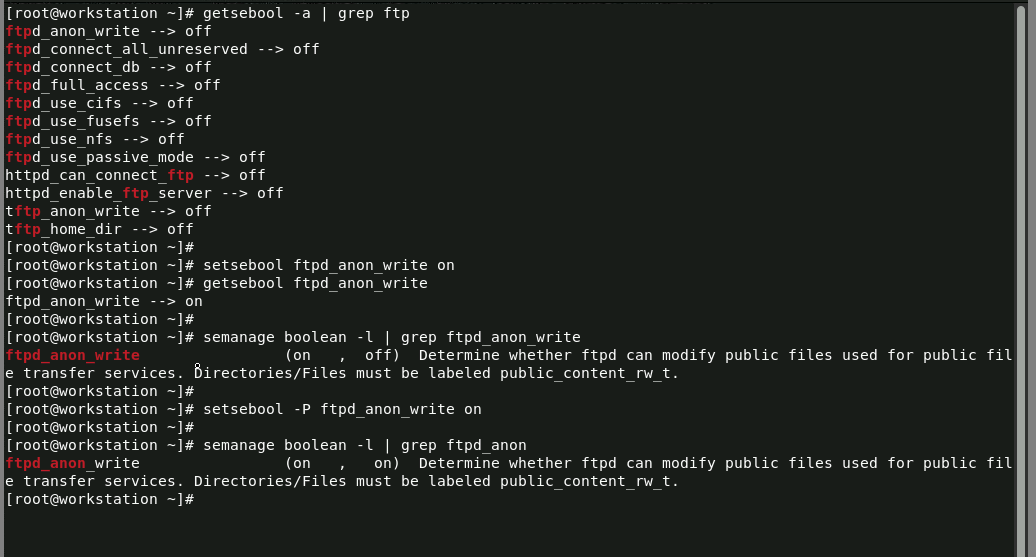 [root@workstation ~]# getsebool -a | grep ftp
ftpd_anon_write --> off
ftpd_connect_all_unreserved --> off
ftpd_connect_db --> off
ftpd_full_access --> off
ftpd_use_cifs --> off
ftpd_use_fusefs --> off
ftpd_use_nfs --> off
ftpd_use_passive_mode --> off
httpd_can_connect_ftp --> off
httpd_enable_ftp_server --> off
tftp_anon_write --> off
tftp_home_dir --> off
[root@workstation ~]#
[root@workstation ~]# setsebool ftpd_anon_write on
[root@workstation ~]# getsebool ftpd_anon_write
ftpd_anon_write --> on
[root@workstation ~]#
[root@workstation ~]# semanage boolean -l | grep ftpd_anon_write
ftpd_anon_write                (on   ,  off)  Determine whether ftpd can modify public files used for public fil
e transfer services. Directories/Files must be labeled public_content_rw_t.
[root@workstation ~]#
[root@workstation ~]# setsebool -P ftpd_anon_write on
[root@workstation ~]#
[root@workstation ~]# semanage boolean -l | grep ftpd_anon
ftpd_anon_write                (on   ,   on)  Determine whether ftpd can modify public files used for public fil
e transfer services. Directories/Files must be labeled public_content_rw_t.
[root@workstation ~]#